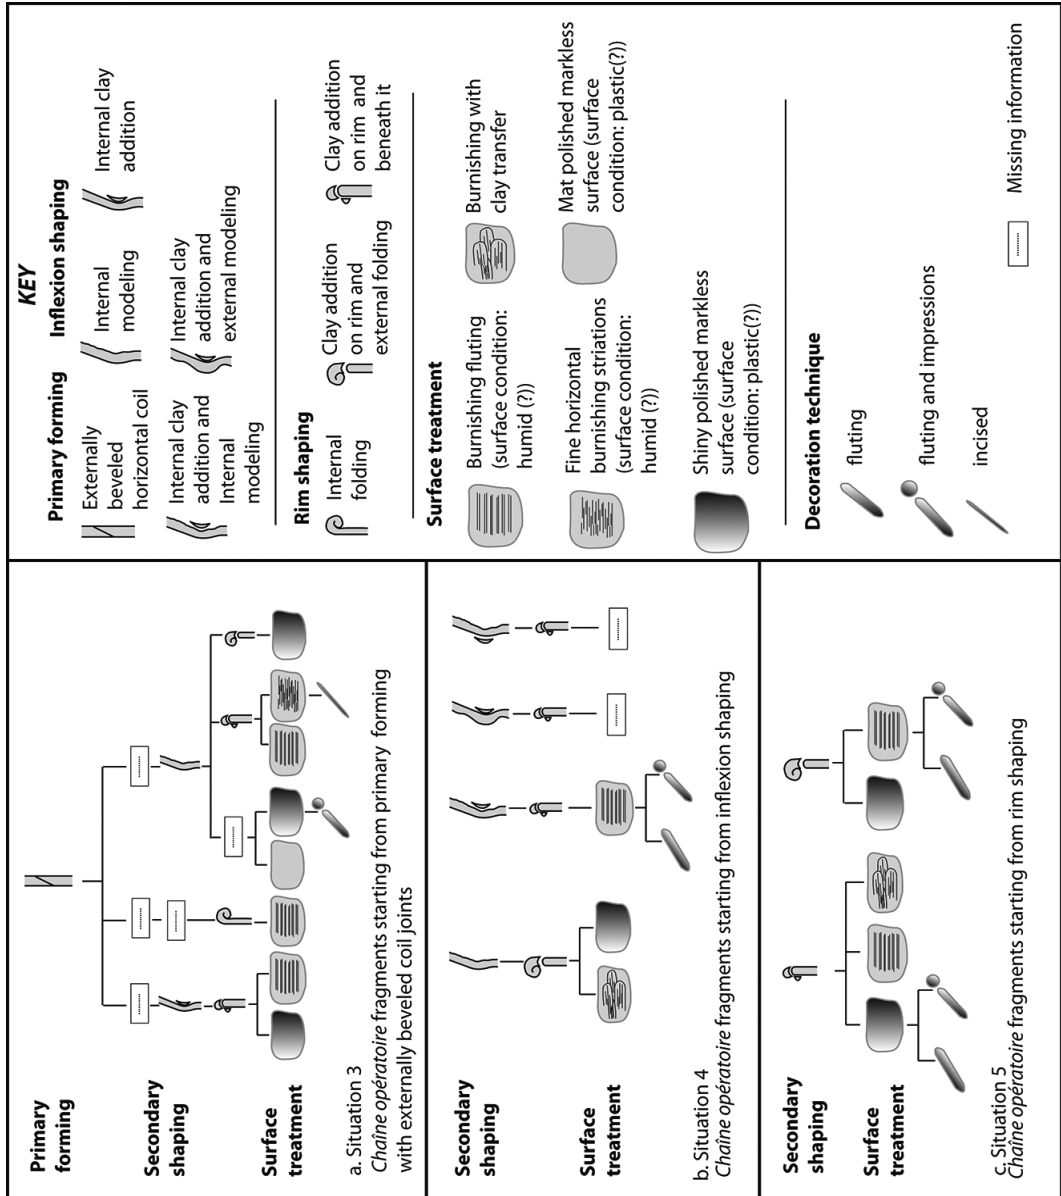 Primary
forming
Secondary
shaping
Surface
treatment
a. Situation 3
Chaîne opératoire fragments starting from primary forming
with externally beveled coil joints
Secondary
shaping
Surface
treatment
b. Situation 4
Chaîne opératoire fragments starting from inflexion shaping
Secondary
shaping
Surface
treatment
c. Situation 5
Chaîne opératoire fragments starting from rim shaping
KEY
Primary forming
Externally
beveled
horizontal coil
Inflexion shaping
Internal
modeling
Internal clay
addition
Internal clay
addition and
Internal
modeling
Internal clay
addition and
external modeling
Rim shaping
Internal
folding
Clay addition
on rim and
external folding
Clay addition
on rim and
beneath it
Surface treatment
Burnishing fluting
(surface condition:
humid (?))
Burnishing with
clay transfer
Fine horizontal
burnishing striations
(surface condition:
humid (?))
Mat polished markless
surface (surface
condition: plastic(?))
Shiny polished markless
surface (surface
condition: plastic(?))
Decoration technique
fluting
fluting and impressions
incised
Missing information